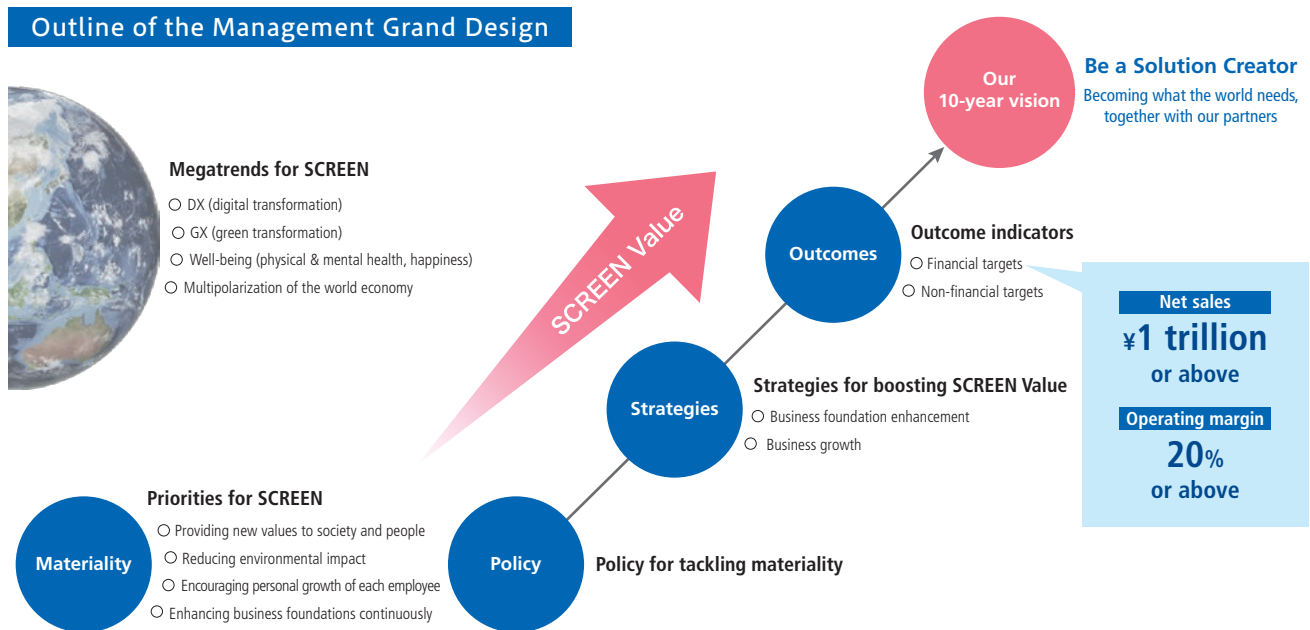 Outline of the Management Grand Design
Our
10-year vision
Be a Solution Creator
Becoming what the world needs,
together with our partners
Megatrends for SCREEN
DX (digital transformation)
GX (green transformation)
Well-being (physical & mental health, happiness)
Multipolarization of the world economy
SCREEN Value
Outcomes
Outcome indicators
Financial targets
Non-financial targets
Net sales
¥1 trillion
or above
Operating margin
20%
or above
Strategies
Strategies for boosting SCREEN Value
Business foundation enhancement
Business growth
Materiality
Priorities for SCREEN
Providing new values to society and people
Reducing environmental impact
Encouraging personal growth of each employee
Enhancing business foundations continuously
Policy
Policy for tackling materiality